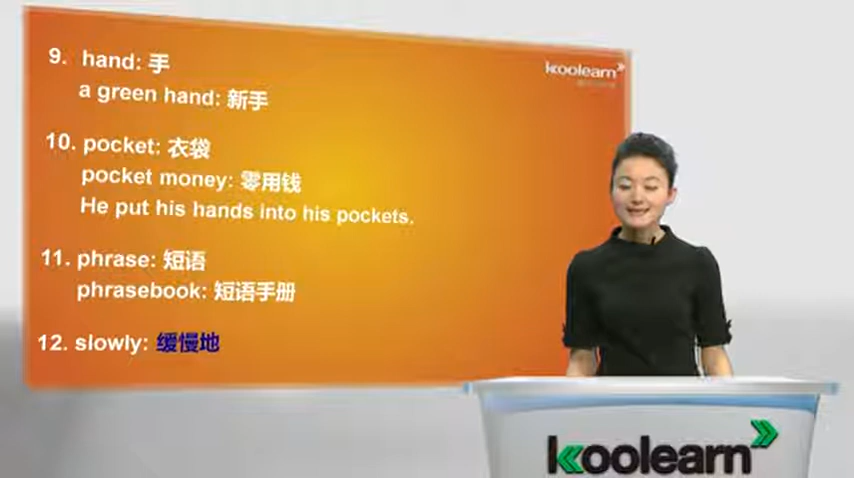 9. hand: 手
a green hand: 新手
koolearn
10. pocket: 衣袋
pocket money: 零用钱
He put his hands into his pockets.
11. phrase: 短语
phrasebook: 短语手册
12. slowly: 缓慢地
koolearn